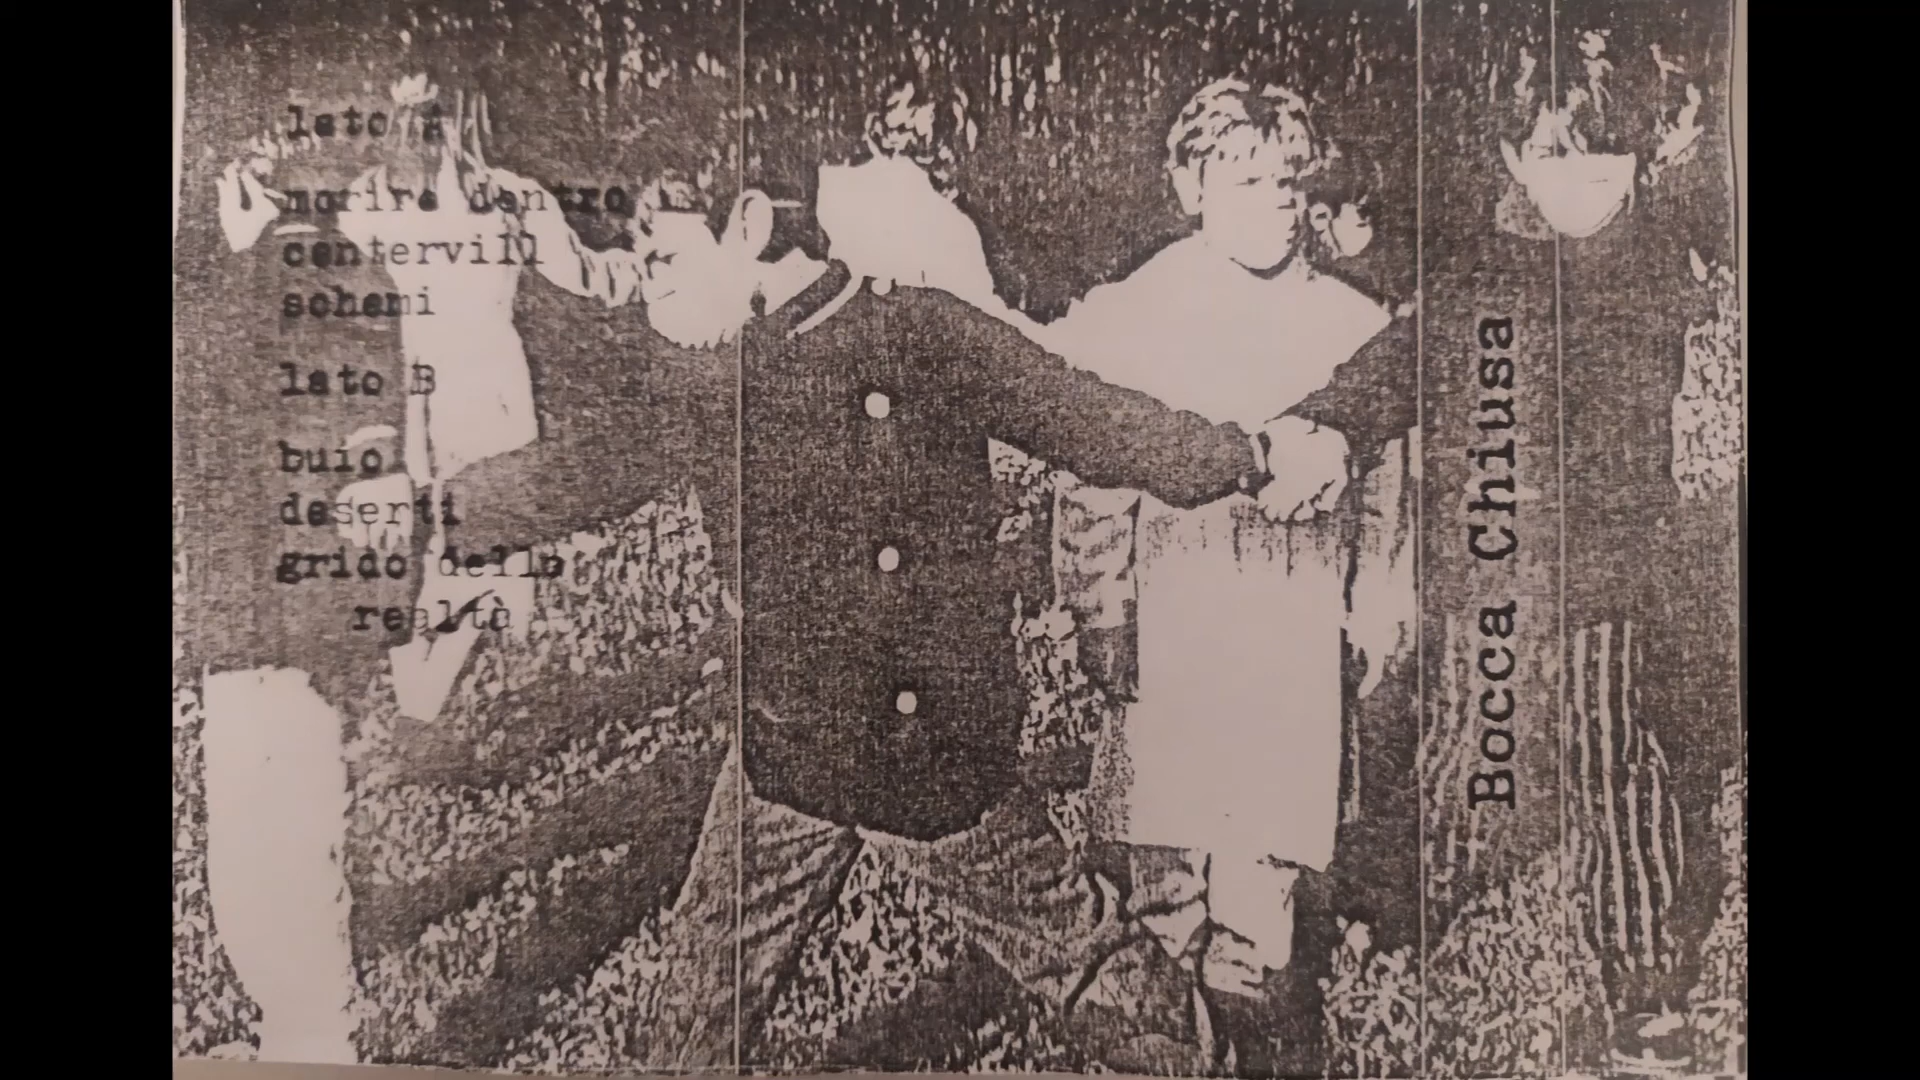 lato A
morire dentro
centervill
schemi
lato B
buio
deserti
grido della
realtà
Bocca Chiusa